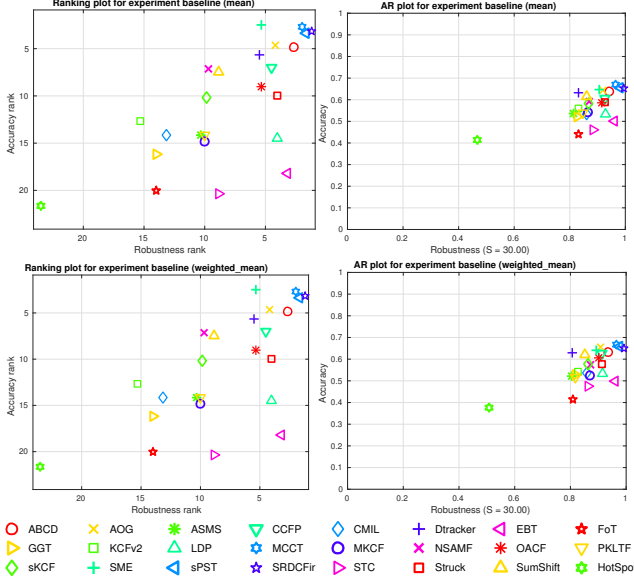 Ranking plot for experiment baseline (mean)
5
10
15
20
Accuracy rank
20 15 10 5
Robustness rank
AR plot for experiment baseline (mean)
1
0.9
0.8
0.7
0.6
0.5
0.4
0.3
0.2
0.1
0
Accuracy
0 0.2 0.4 0.6 0.8 1
Robustness (S = 30.00)
Ranking plot for experiment baseline (weighted_mean)
5
10
15
20
Accuracy rank
20 15 10 5
Robustness rank
AR plot for experiment baseline (weighted_mean)
1
0.9
0.8
0.7
0.6
0.5
0.4
0.3
0.2
0.1
0
Accuracy
0 0.2 0.4 0.6 0.8 1
Robustness (S = 30.00)
ABCD AOG ASMS CCFP CMIL Dtracker EBT FoT
GGT KCFv2 LDP MCCT MKCF NSAMF OACF PKLTF
sKCF SME sPST SRDCFir STC Struck SumShift HotSpo